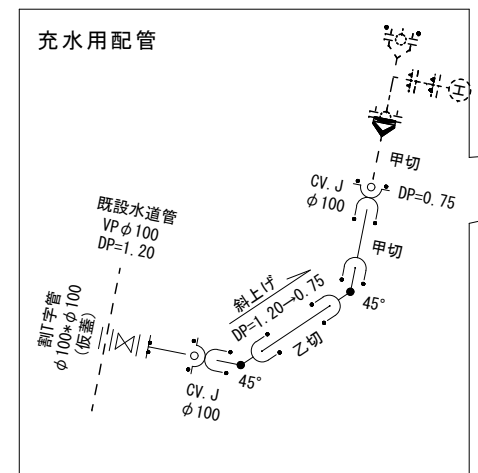 充水用配管
H
甲切
CV.J
φ100
DP=0.75
甲切
既設水道管
VPφ100
DP=1.20
斜上げ
DP=1.20→0.75
45°
乙切
割T字管
φ100*φ100
(仮蓋)
45°
CV.J
φ100